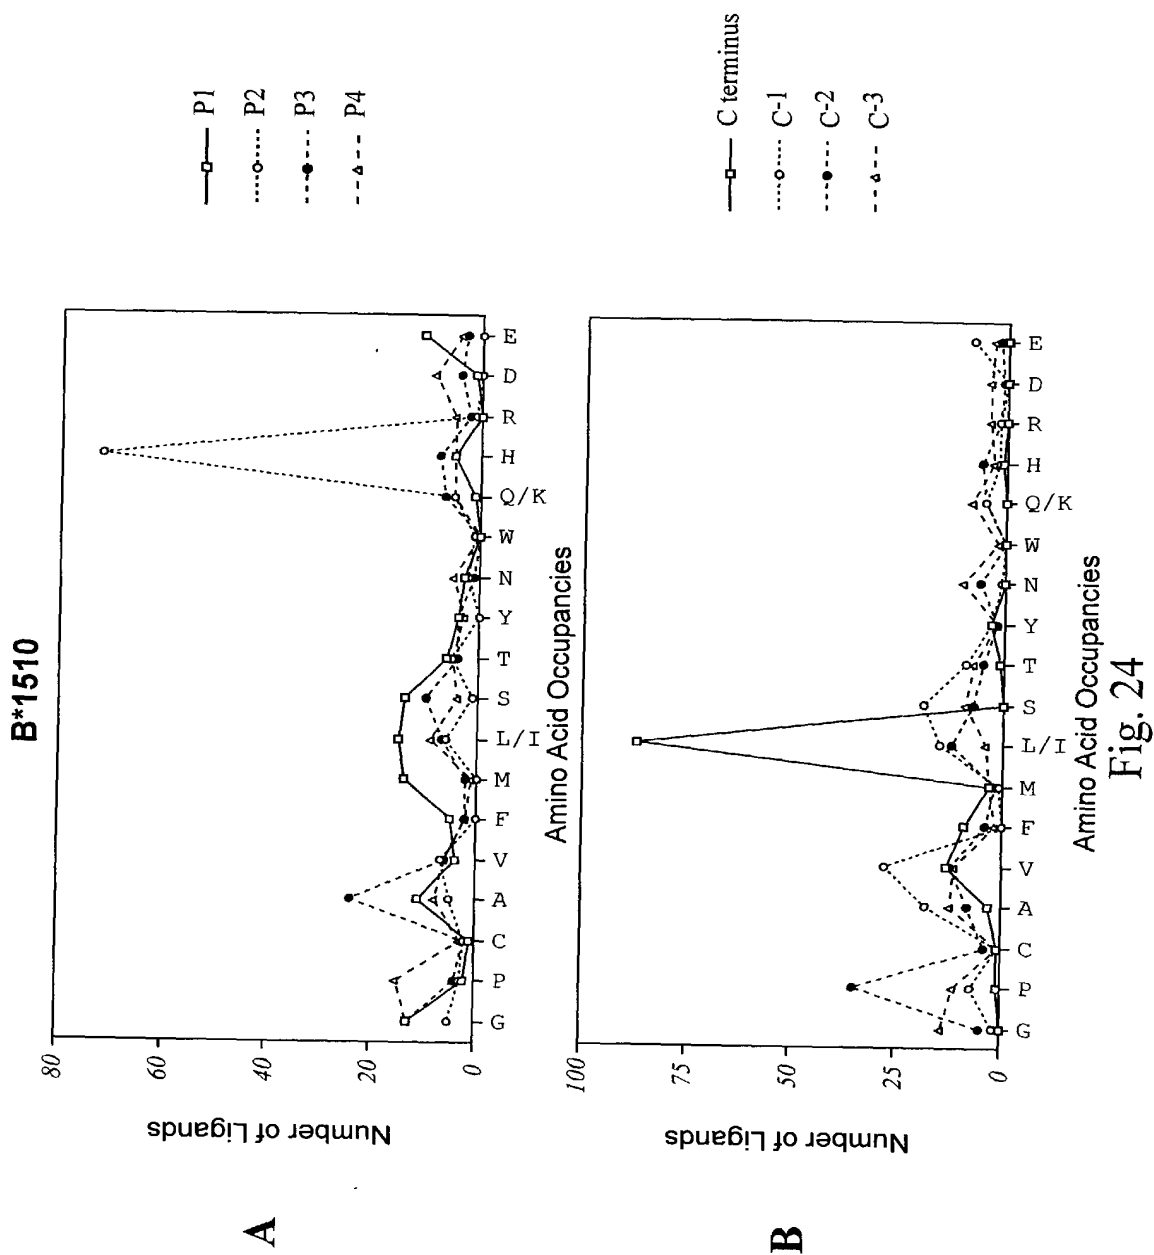 B*1510
A
Number of Ligands
80
60
40
20
0
G P C A V F M L/I S T Y N W Q/K H R D E
Amino Acid Occupancies
P1
P2
P3
P4
B
Number of Ligands
100
75
50
25
0
G P C A V F M L/I S T Y N W Q/K H R D E
Amino Acid Occupancies
C terminus
C-1
C-2
C-3
Fig. 24